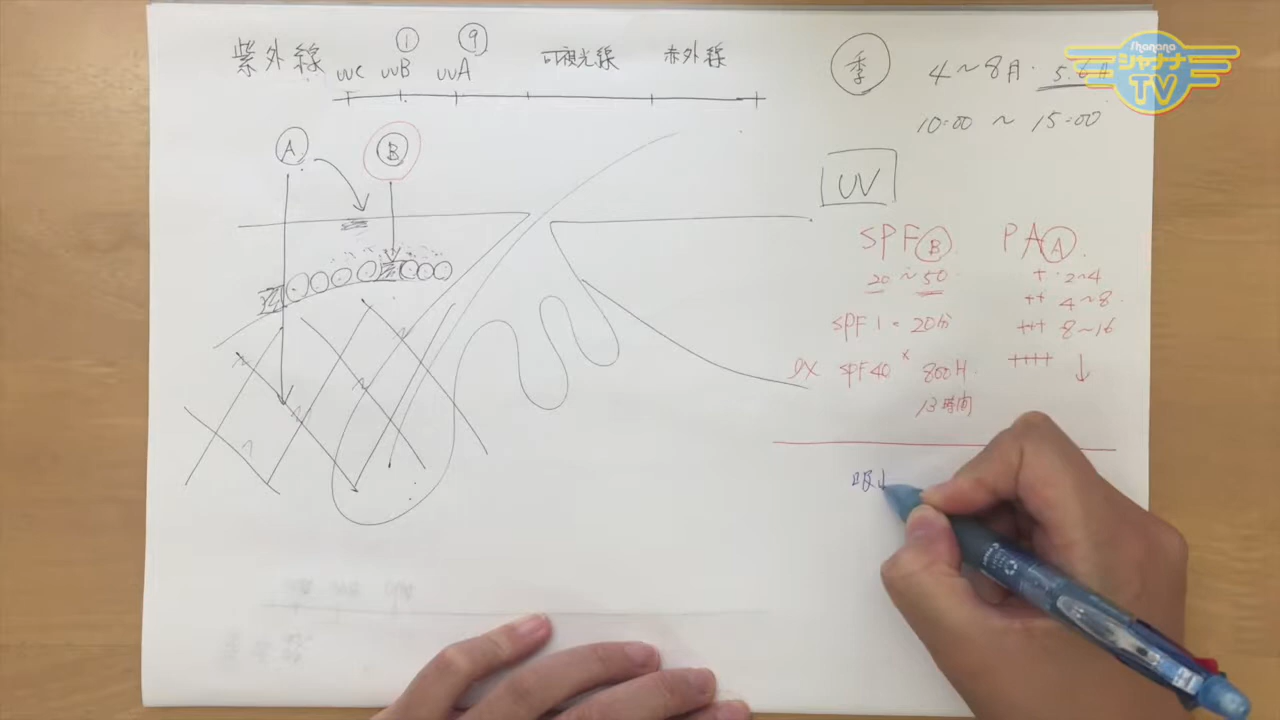 ① ⑨
紫外線 UVC UVB UVA 可視光線 赤外線
A B
季 4~8月 5.6月
10:00 ~ 15:00
UV
SPF B PA A
20 ~ 50 + 2~4
++ 4~8
SPF 1 = 20分 +++ 8~16
SPF40 × 800H ++++ ↓
13時間
吸
shanana
シャナナ
TV